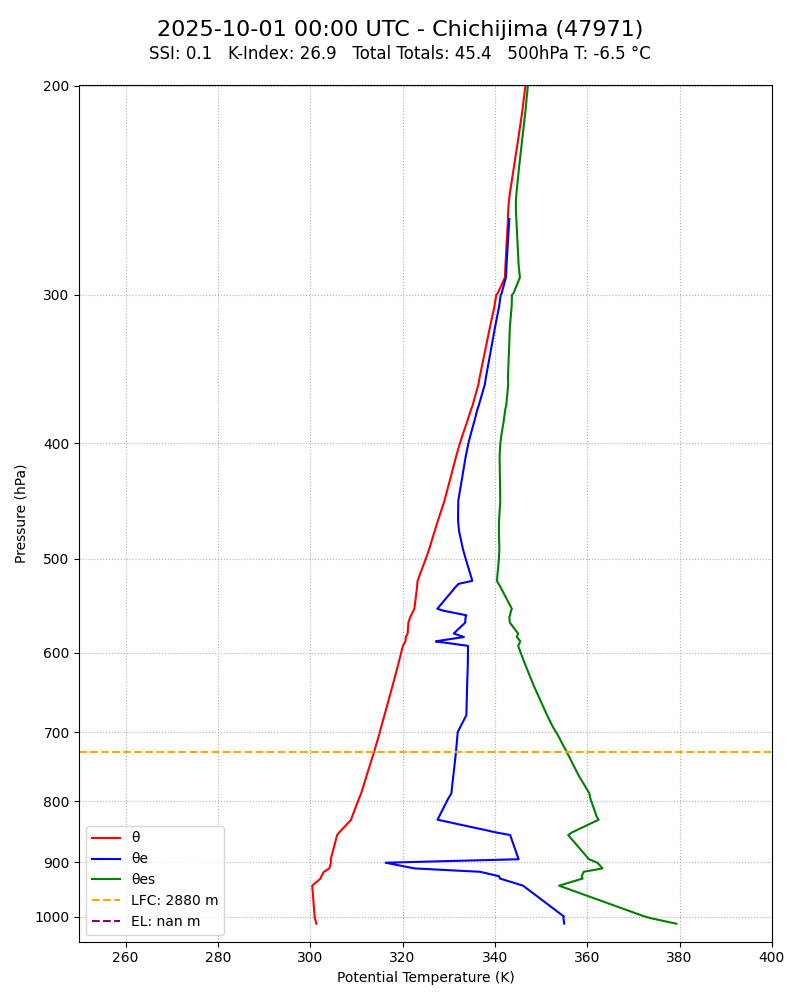 2025-10-01 00:00 UTC - Chichijima (47971)
SSI: 0.1   K-Index: 26.9   Total Totals: 45.4   500hPa T: -6.5 °C
200
300
400
500
600
700
800
900
1000
Pressure (hPa)
θ
θe
θes
LFC: 2880 m
EL: nan m
260 280 300 320 340 360 380 400
Potential Temperature (K)